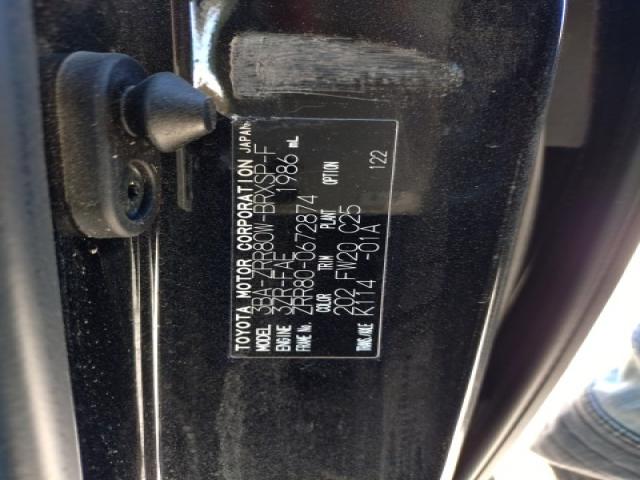 TOYOTA MOTOR CORPORATION JAPAN
MODEL 3BA-ZRR80W-BRXSP-F
ENGINE 3ZR-FAE 1986 mL
FRAME No. ZRR80-0672874
COLOR TRIM PLANT OPTION
202 FW20 C25
TRANS./AXLE K114 -01A 122